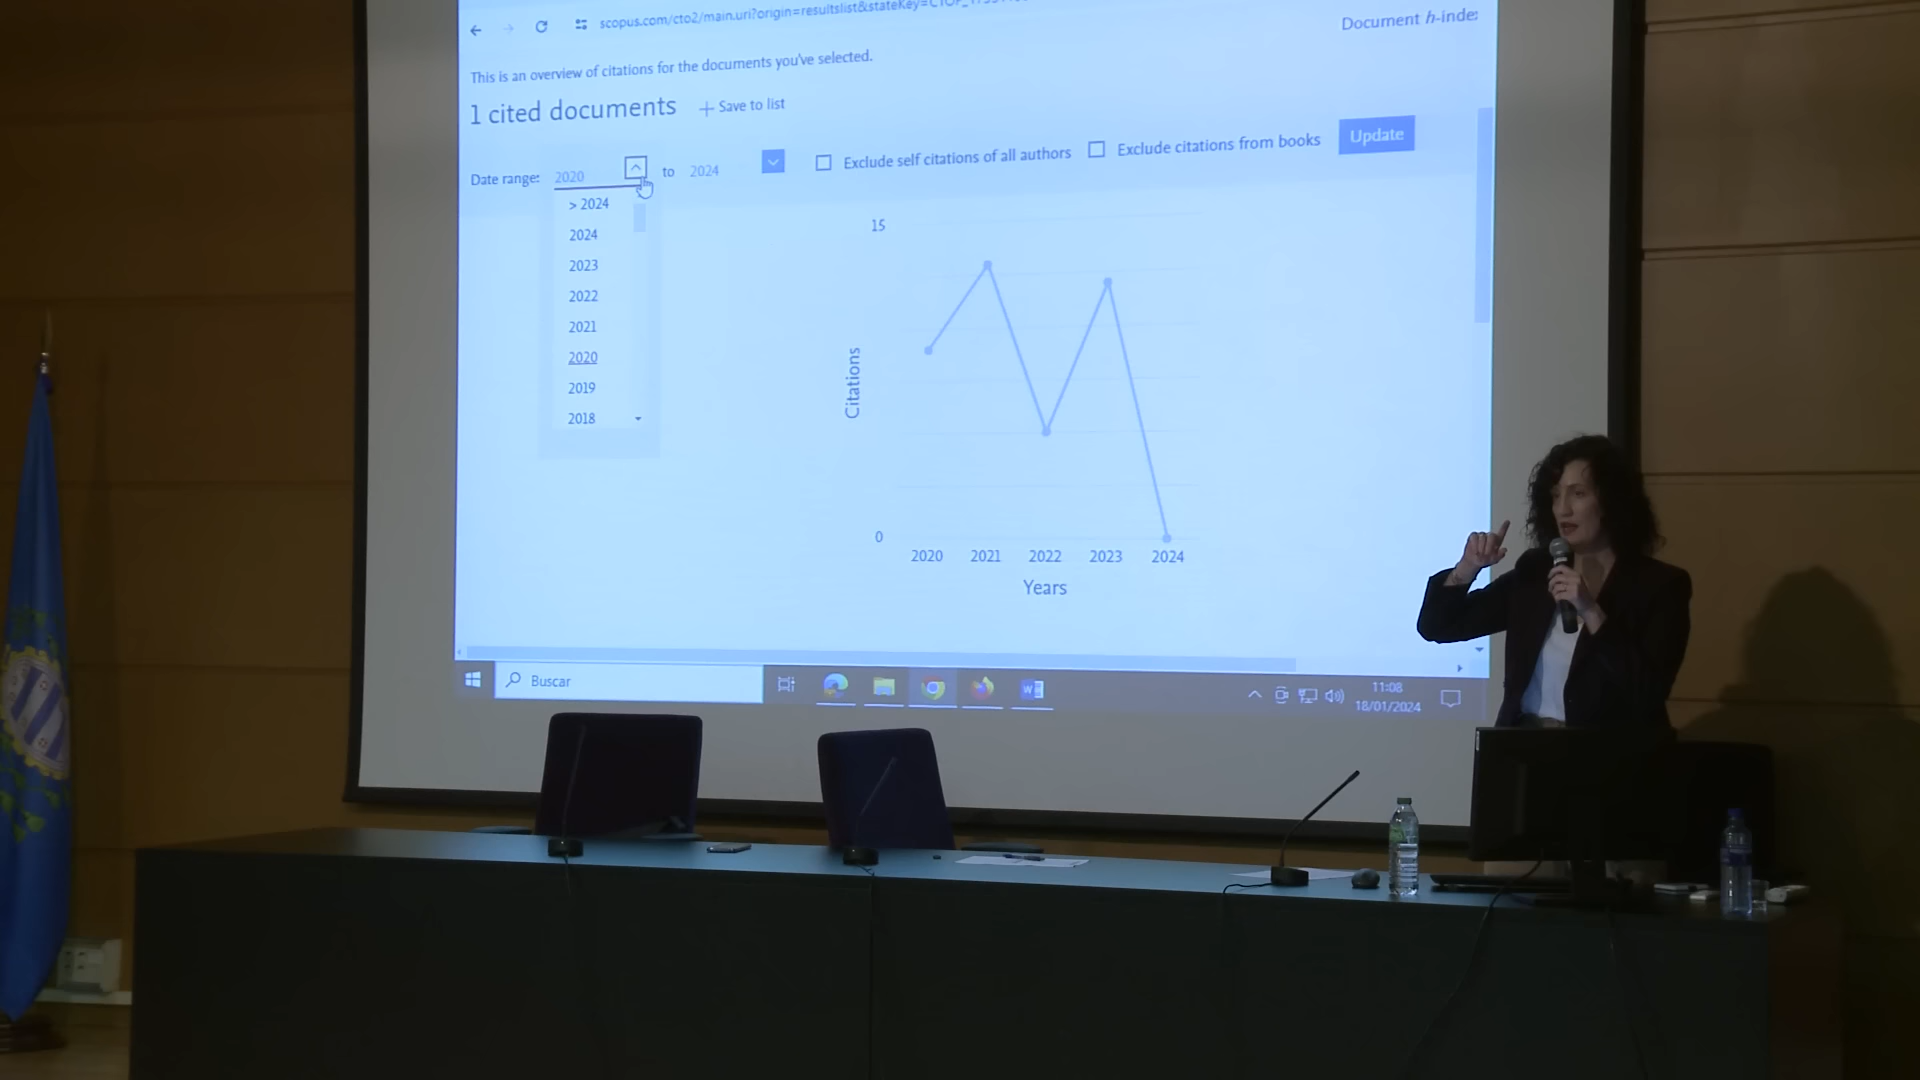 scopus.com/cto2/main.uri?origin=resultslist&stateKey=
Document h-index
This is an overview of citations for the documents you've selected.
1 cited documents + Save to list
Date range: 2020 to 2024 Exclude self citations of all authors Exclude citations from books Update
> 2024
2024
2023
2022
2021
2020
2019
2018
15
Citations
0
2020 2021 2022 2023 2024
Years
Buscar
11:08
18/01/2024